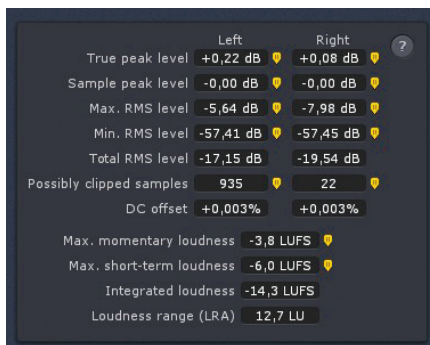 Left Right
True peak level +0,22 dB +0,08 dB ?
Sample peak level -0,00 dB -0,00 dB
Max. RMS level -5,64 dB -7,98 dB
Min. RMS level -57,41 dB -57,45 dB
Total RMS level -17,15 dB -19,54 dB
Possibly clipped samples 935 22
DC offset +0,003% +0,003%
Max. momentary loudness -3,8 LUFS
Max. short-term loudness -6,0 LUFS
Integrated loudness -14,3 LUFS
Loudness range (LRA) 12,7 LU